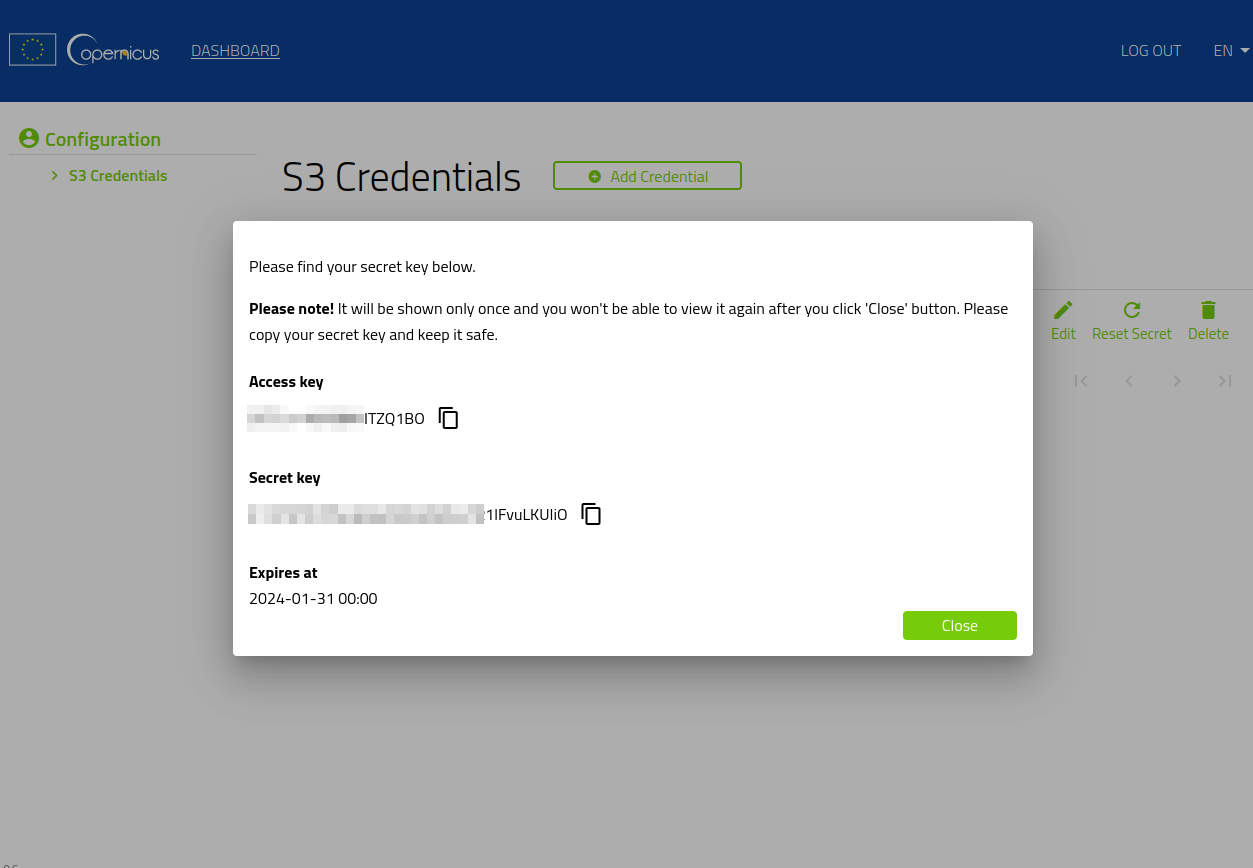 Copernicus
DASHBOARD
LOG OUT
EN
Configuration
S3 Credentials
S3 Credentials
Add Credential
Please find your secret key below.
Please note! It will be shown only once and you won't be able to view it again after you click 'Close' button. Please
copy your secret key and keep it safe.
Edit
Reset Secret
Delete
Access key
ITZQ1BO
Secret key
1IFvuLKUIiO
Expires at
2024-01-31 00:00
Close